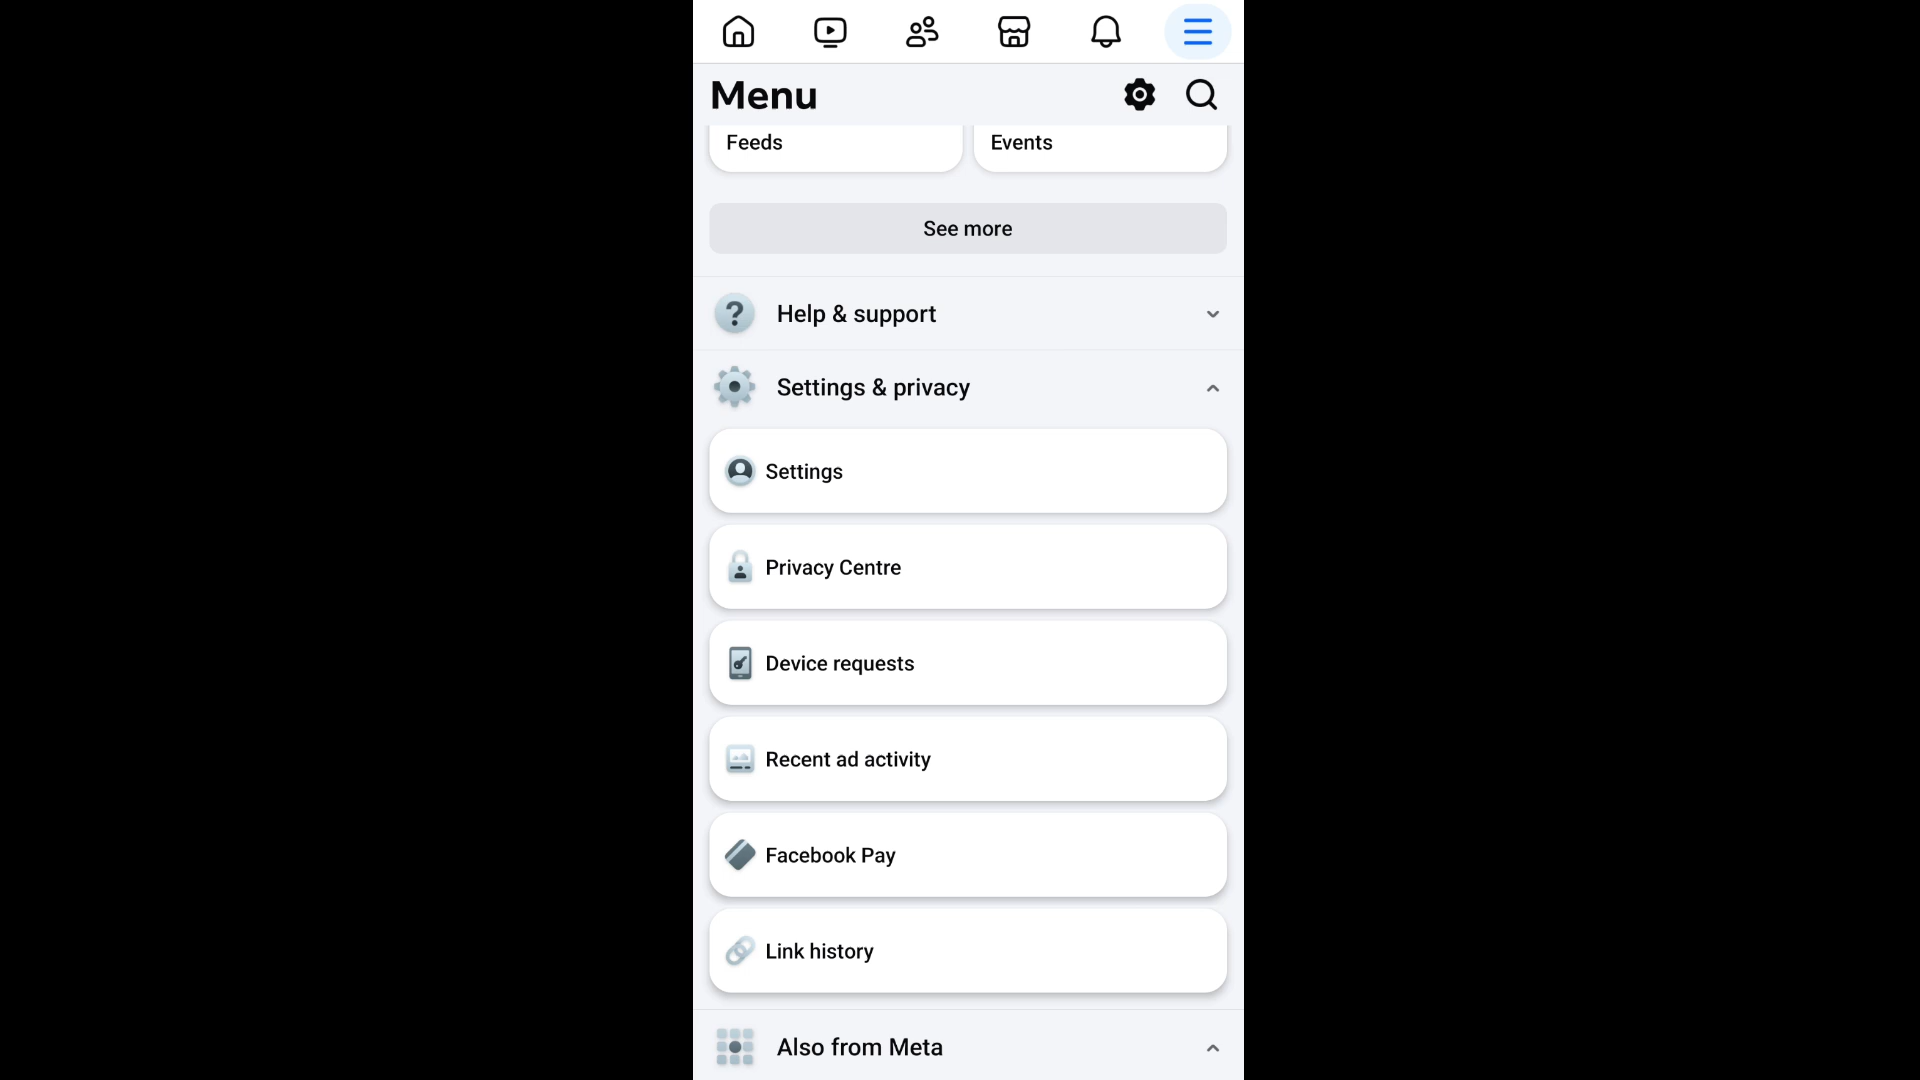 Menu
Feeds
Events
See more
Help & support
Settings & privacy
Settings
Privacy Centre
Device requests
Recent ad activity
Facebook Pay
Link history
Also from Meta